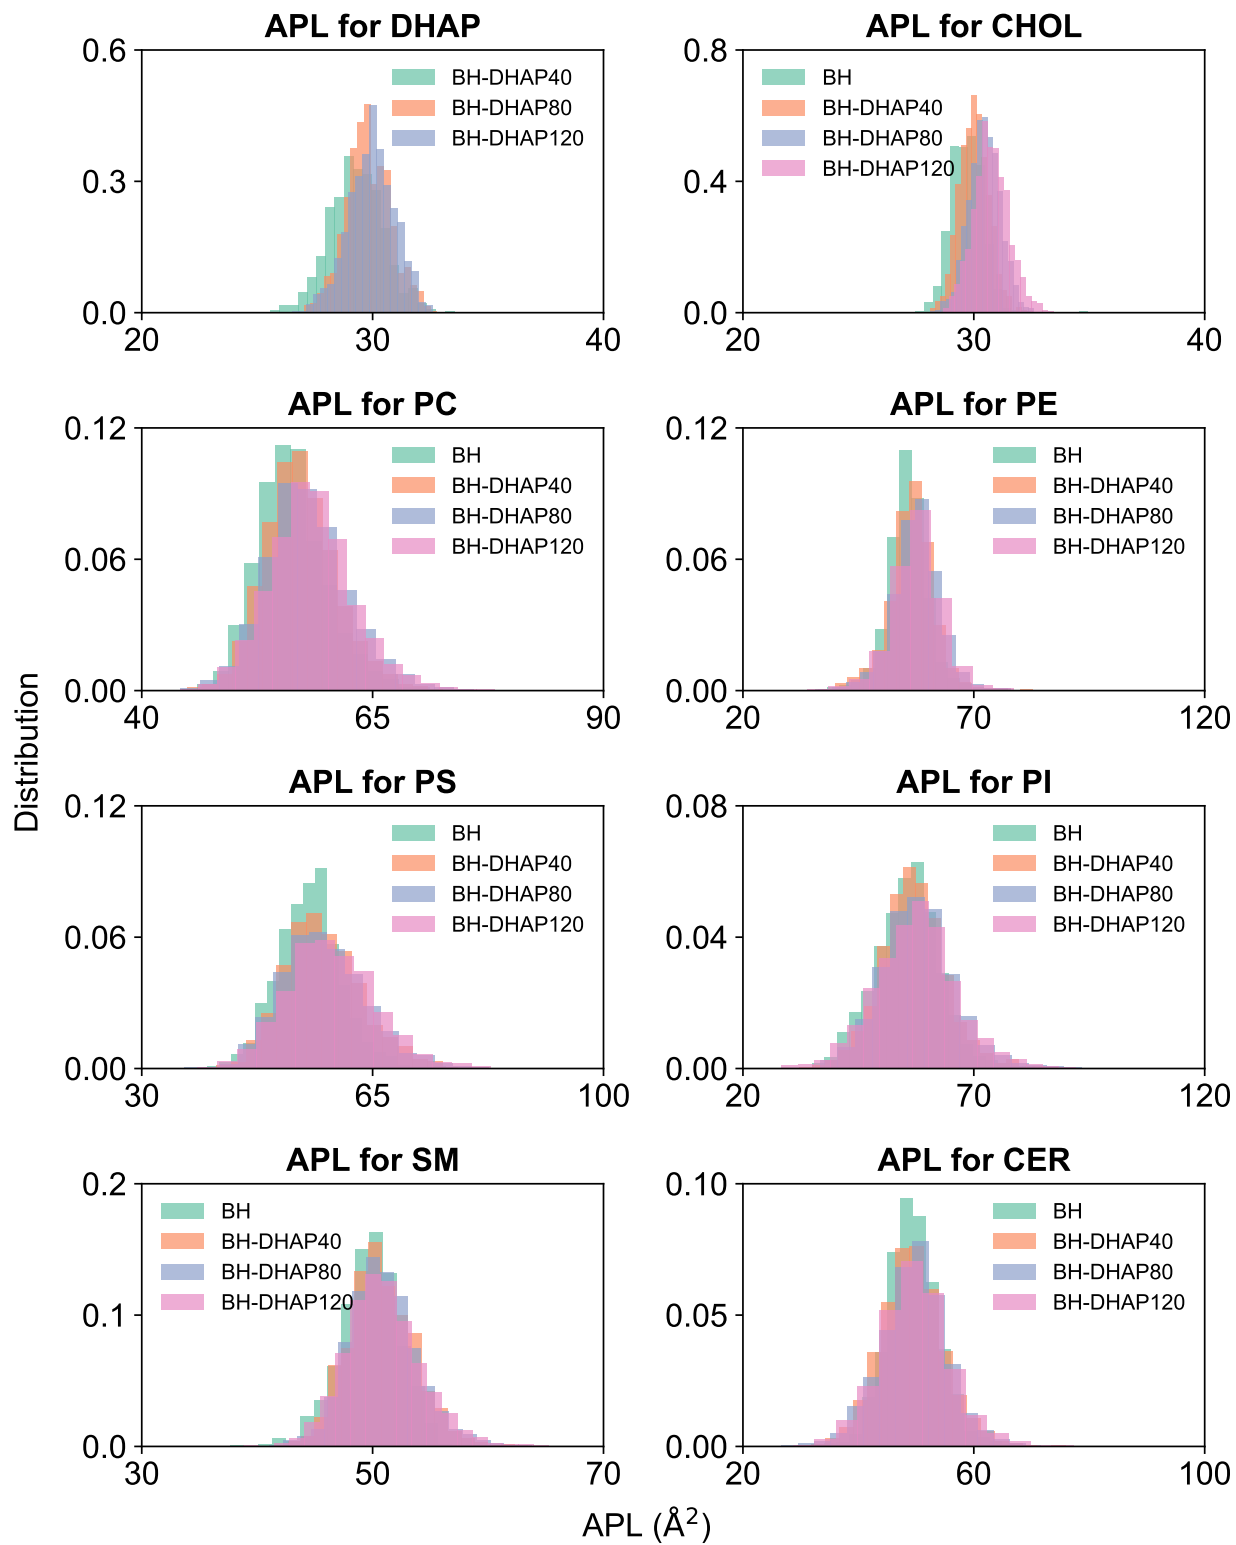 APL for DHAP
0.6
0.3
0.0
20
30
40
BH-DHAP40
BH-DHAP80
BH-DHAP120
APL for CHOL
0.8
0.4
0.0
20
30
40
BH
BH-DHAP40
BH-DHAP80
BH-DHAP120
APL for PC
0.12
0.06
0.00
40
65
90
BH
BH-DHAP40
BH-DHAP80
BH-DHAP120
APL for PE
0.12
0.06
0.00
20
70
120
BH
BH-DHAP40
BH-DHAP80
BH-DHAP120
Distribution
APL for PS
0.12
0.06
0.00
30
65
100
BH
BH-DHAP40
BH-DHAP80
BH-DHAP120
APL for PI
0.08
0.04
0.00
20
70
120
BH
BH-DHAP40
BH-DHAP80
BH-DHAP120
APL for SM
0.2
0.1
0.0
30
50
70
BH
BH-DHAP40
BH-DHAP80
BH-DHAP120
APL for CER
0.10
0.05
0.00
20
60
100
BH
BH-DHAP40
BH-DHAP80
BH-DHAP120
APL (Å²)